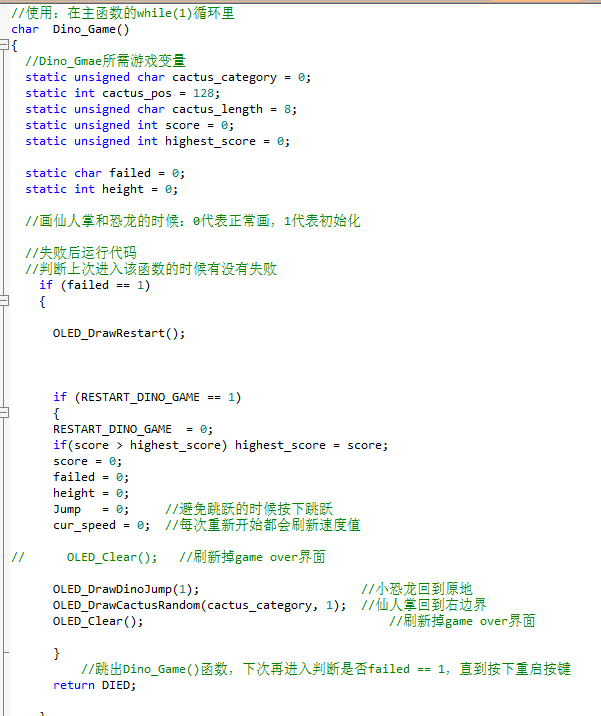 //使用：在主函数的while(1)循环里
char  Dino_Game()
{
//Dino_Gmae所需游戏变量
static unsigned char cactus_category = 0;
static int cactus_pos = 128;
static unsigned char cactus_length = 8;
static unsigned int score = 0;
static unsigned int highest_score = 0;
static char failed = 0;
static int height = 0;
//画仙人掌和恐龙的时候：0代表正常画，1代表初始化
//失败后运行代码
//判断上次进入该函数的时候有没有失败
if (failed == 1)
{
OLED_DrawRestart();
if (RESTART_DINO_GAME == 1)
{
RESTART_DINO_GAME  = 0;
if(score > highest_score) highest_score = score;
score = 0;
failed = 0;
height = 0;
Jump   = 0;     //避免跳跃的时候按下跳跃
cur_speed = 0;  //每次重新开始都会刷新速度值
//      OLED_Clear();   //刷新掉game over界面
OLED_DrawDinoJump(1);                       //小恐龙回到原地
OLED_DrawCactusRandom(cactus_category, 1);  //仙人掌回到右边界
OLED_Clear();                                   //刷新掉game over界面
}
//跳出Dino_Game()函数，下次再进入判断是否failed == 1，直到按下重启按键
return DIED;
}